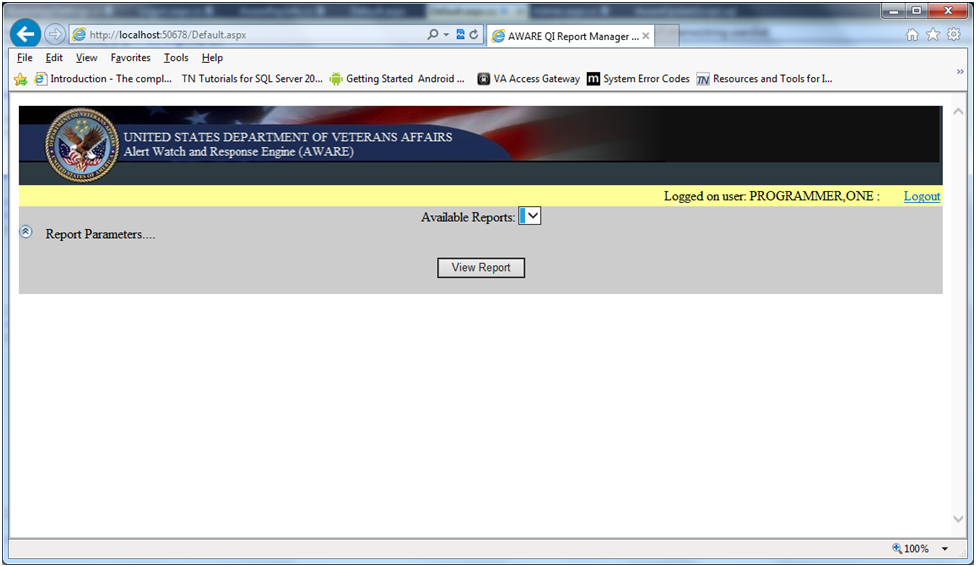 http://localhost:50678/Default.aspx
AWARE QI Report Manager ...
File Edit View Favorites Tools Help
Introduction - The compl... TN Tutorials for SQL Server 20... Getting Started Android ... VA Access Gateway m System Error Codes TN Resources and Tools for I...
UNITED STATES DEPARTMENT OF VETERANS AFFAIRS
Alert Watch and Response Engine (AWARE)
Logged on user: PROGRAMMER,ONE : Logout
Available Reports:
Report Parameters....
View Report
100%